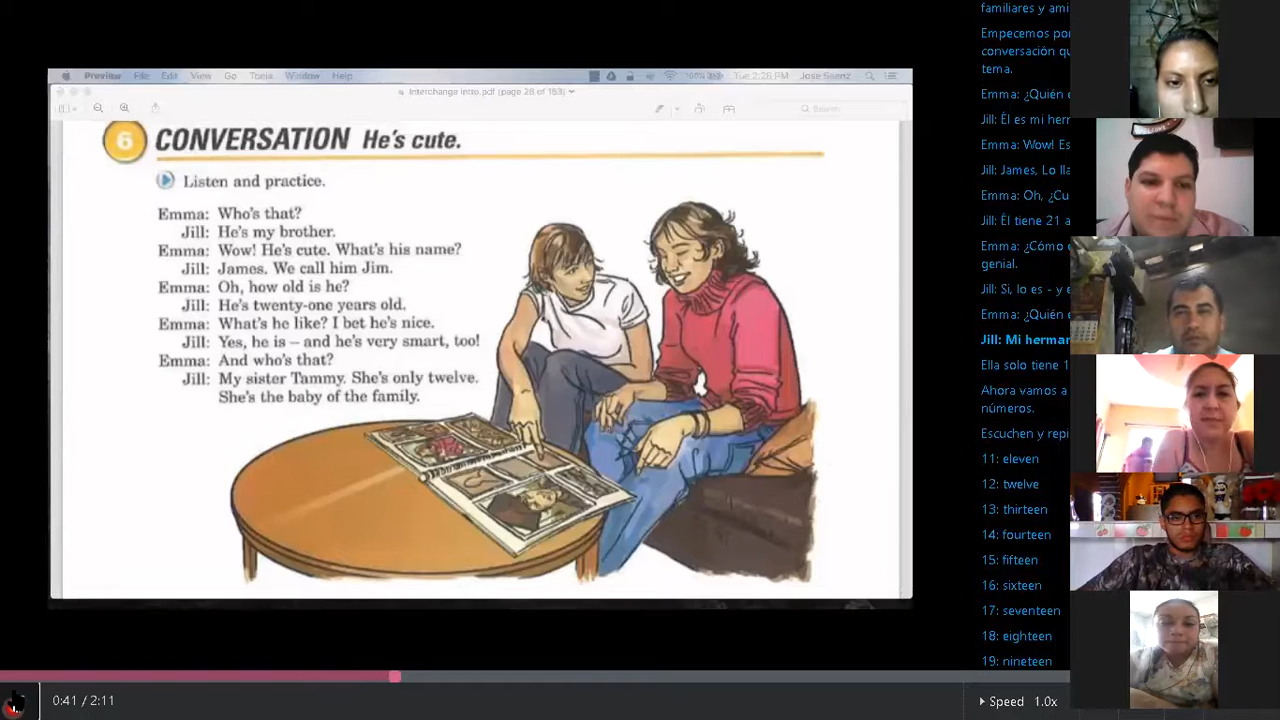 Preview File Edit View Go Tools Window Help 100% Tue 2:28 PM Jose Saenz
Interchange Intro.pdf (page 28 of 163)
Search
6 CONVERSATION He's cute.
Listen and practice.
Emma: Who's that?
Jill: He's my brother.
Emma: Wow! He's cute. What's his name?
Jill: James. We call him Jim.
Emma: Oh, how old is he?
Jill: He's twenty-one years old.
Emma: What's he like? I bet he's nice.
Jill: Yes, he is – and he's very smart, too!
Emma: And who's that?
Jill: My sister Tammy. She's only twelve.
She's the baby of the family.
0:41 / 2:11
Speed 1.0x
familiares y ami
Empecemos por
conversación qu
tema.
Emma: ¿Quién e
Jill: Él es mi herm
Emma: Wow! Es
Jill: James, Lo lla
Emma: Oh, ¿Cu
Jill: Él tiene 21 a
Emma: ¿Cómo e
genial.
Jill: Si, lo es - y e
Emma: ¿Quién e
Jill: Mi herman
Ella solo tiene 1
Ahora vamos a
números.
Escuchen y repi
11: eleven
12: twelve
13: thirteen
14: fourteen
15: fifteen
16: sixteen
17: seventeen
18: eighteen
19: nineteen